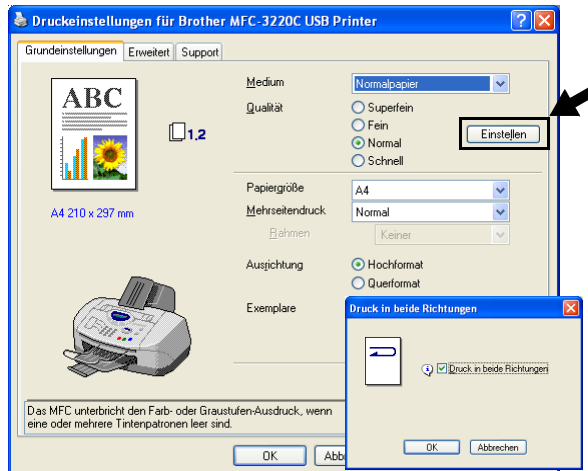 Druckeinstellungen für Brother MFC-3220C USB Printer
Grundeinstellungen Erweitert Support
ABC
1,2
A4 210 x 297 mm
Medium Normalpapier
Qualität Superfein
Fein
Normal
Schnell
Einstellen
Papiergröße A4
Mehrseitendruck Normal
Rahmen Keiner
Ausrichtung Hochformat
Querformat
Exemplare
Das MFC unterbricht den Farb- oder Graustufen-Ausdruck, wenn
eine oder mehrere Tintenpatronen leer sind.
OK Abb
Druck in beide Richtungen
Druck in beide Richtungen
OK Abbrechen